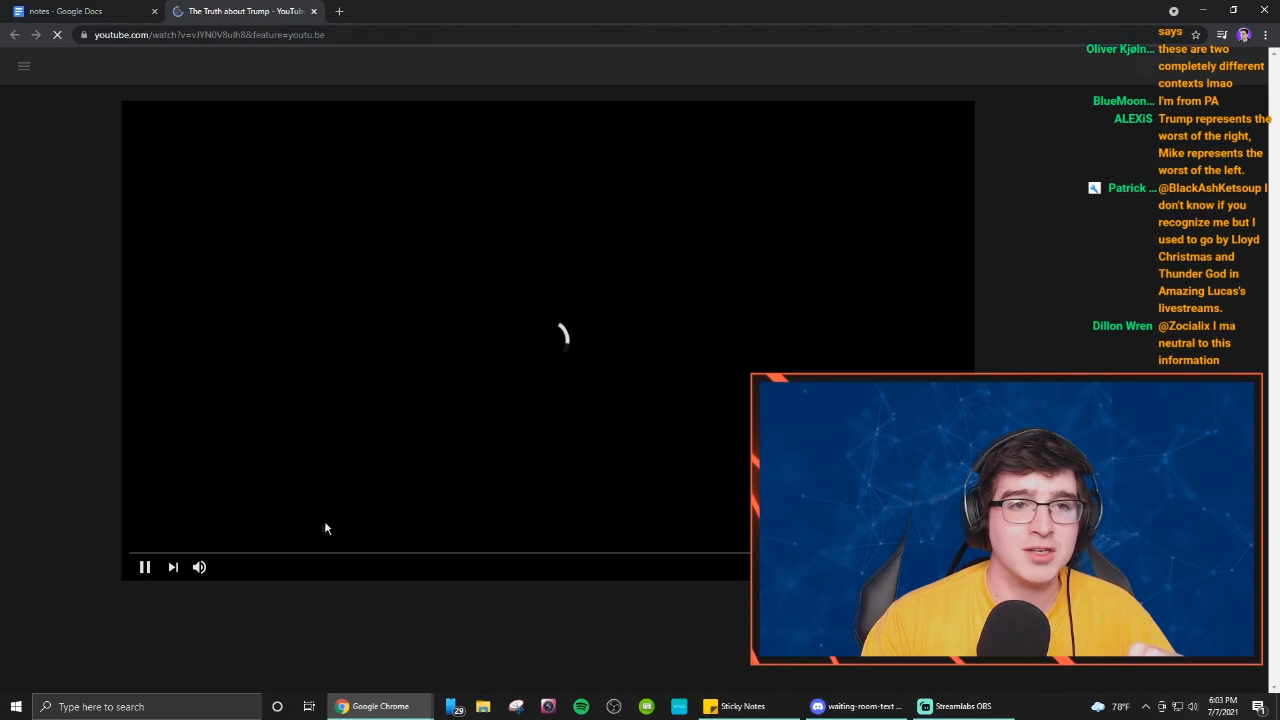 notes - Google Docs
The Truth about Trump - YouTub
youtube.com/watch?v=vJYN0V8ulh8&feature=youtu.be
says
Oliver Kjøln… these are two
completely different
contexts lmao
BlueMoon… I'm from PA
ALEXiS Trump represents the
worst of the right,
Mike represents the
worst of the left.
Patrick … @BlackAshKetsoup I
don't know if you
recognize me but I
used to go by Lloyd
Christmas and
Thunder God in
Amazing Lucas's
livestreams.
Dillon Wren @Zocialix I ma
neutral to this
information
Type here to search
Google Chrome
29
Sticky Notes
waiting-room-text …
Streamlabs OBS
78°F
6:03 PM
7/7/2021